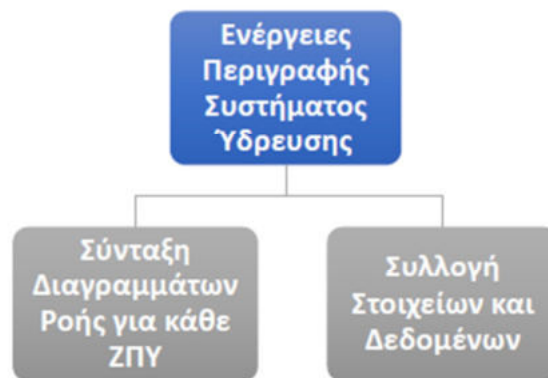 Ενέργειες
Περιγραφής
Συστήματος
Ύδρευσης
Σύνταξη
Διαγραμμάτων
Ροής για κάθε
ΖΠΥ
Συλλογή
Στοιχείων και
Δεδομένων